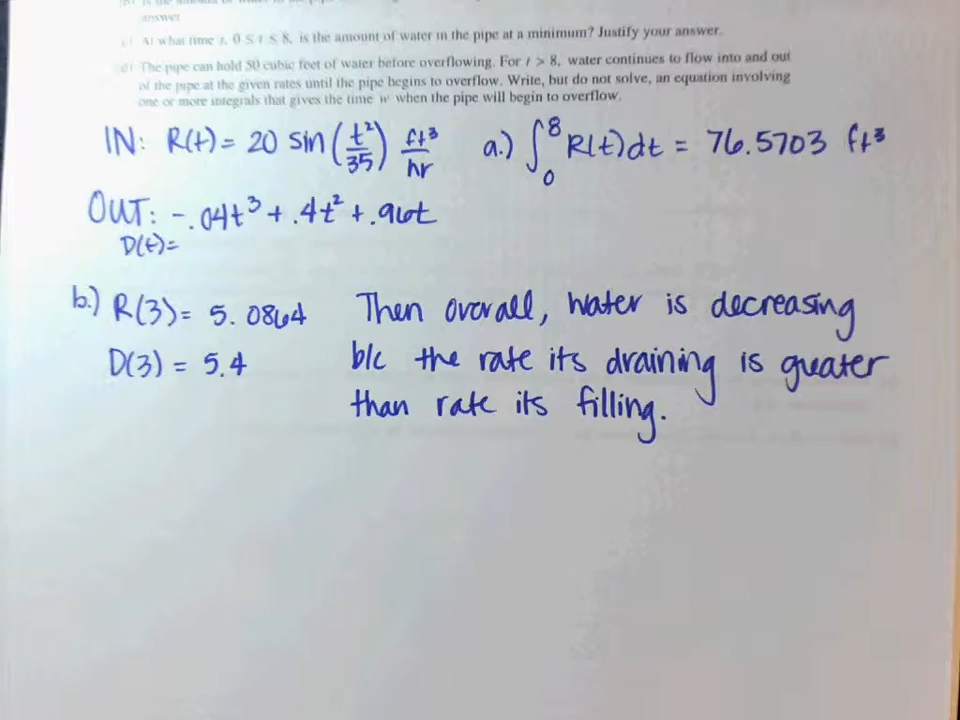 answer
At what time t, 0 ≤ t ≤ 8, is the amount of water in the pipe at a minimum? Justify your answer.
d) The pipe can hold 50 cubic feet of water before overflowing. For t > 8, water continues to flow into and out
of the pipe at the given rates until the pipe begins to overflow. Write, but do not solve, an equation involving
one or more integrals that gives the time w when the pipe will begin to overflow.
IN: R(t) = 20 sin(t²/35) ft³/hr a.) ∫₀⁸ R(t)dt = 76.5703 ft³
OUT: -.04t³ + .4t² + .96t
D(t)=
b.) R(3) = 5.0864 Then overall, water is decreasing
D(3) = 5.4 b/c the rate its draining is greater
than rate its filling.